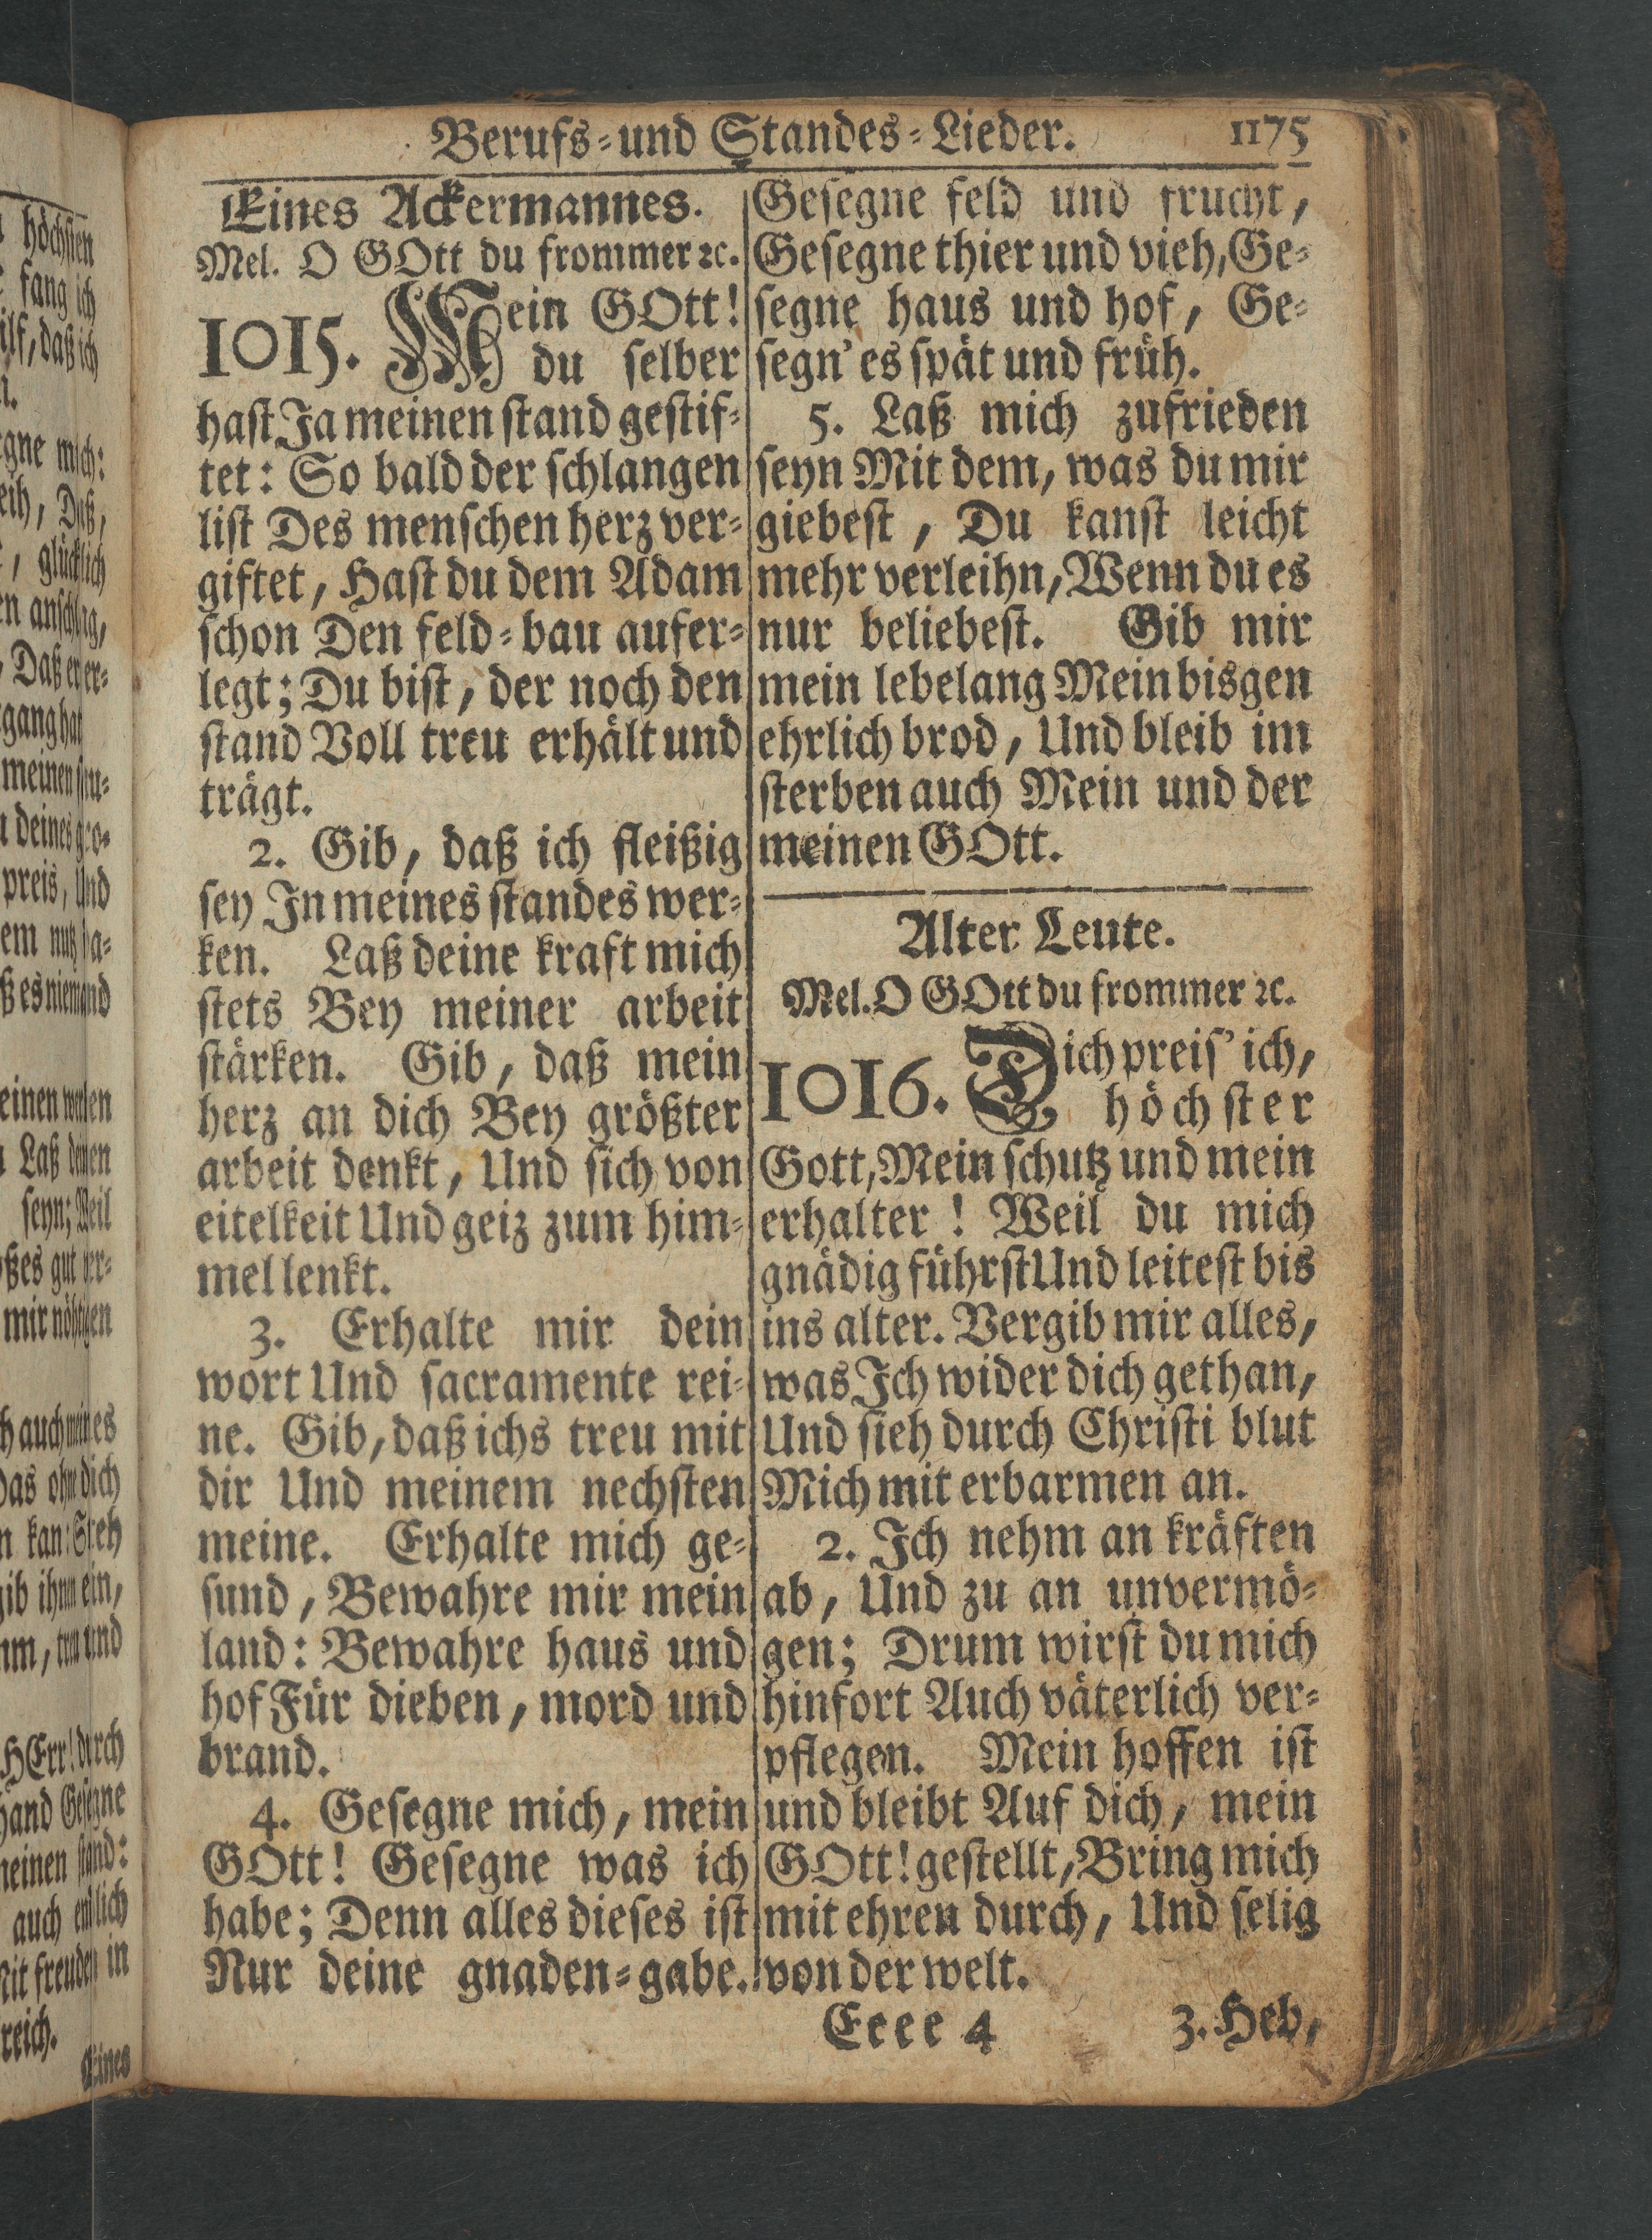 Berufs- und Standes-Lieder. 1175
Eines Ackermannes.
Mel. O GOtt du frommer ꝛc.
1015. Mein GOtt!
du selber
hast Ja meinen stand gestif-
tet: So bald der schlangen
list Des menschen herz ver-
giftet, Hast du dem Adam
schon Den feld-bau aufer-
legt; Du bist, der noch den
stand Voll treu erhält und
trägt.
2. Gib, daß ich fleißig
sey In meines standes wer-
ken. Laß deine kraft mich
stets Bey meiner arbeit
stärken. Gib, daß mein
herz an dich Bey größter
arbeit denkt, Und sich von
eitelkeit Und geiz zum him-
mel lenkt.
3. Erhalte mir dein
wort Und sacramente rei-
ne. Gib, daß ichs treu mit
dir Und meinem nechsten
meine. Erhalte mich ge-
sund, Bewahre mir mein
land: Bewahre haus und
hof Für dieben, mord und
brand.
4. Gesegne mich, mein
GOtt! Gesegne was ich
habe; Denn alles dieses ist
Nur deine gnaden-gabe.
Gesegne feld und frucht,
Gesegne thier und vieh, Ge-
segne haus und hof, Ge-
segn' es spät und früh.
5. Laß mich zufrieden
seyn Mit dem, was du mir
giebest, Du kanst leicht
mehr verleihn, Wenn du es
nur beliebest. Gib mir
mein lebelang Mein bisgen
ehrlich brod, Und bleib im
sterben auch Mein und der
meinen GOtt.
Alter Leute.
Mel. O GOtt du frommer ꝛc.
1016. Dich preis' ich,
höchster
Gott, Mein schutz und mein
erhalter! Weil du mich
gnädig führst Und leitest bis
ins alter. Vergib mir alles,
was Ich wider dich gethan,
Und sieh durch Christi blut
Mich mit erbarmen an.
2. Ich nehm an kräften
ab, Und zu an unvermö-
gen; Drum wirst du mich
hinfort Auch väterlich ver-
pflegen. Mein hoffen ist
und bleibt Auf dich, mein
GOtt! gestellt, Bring mich
mit ehren durch, Und selig
von der welt.
Eeee 4 3. Heb,